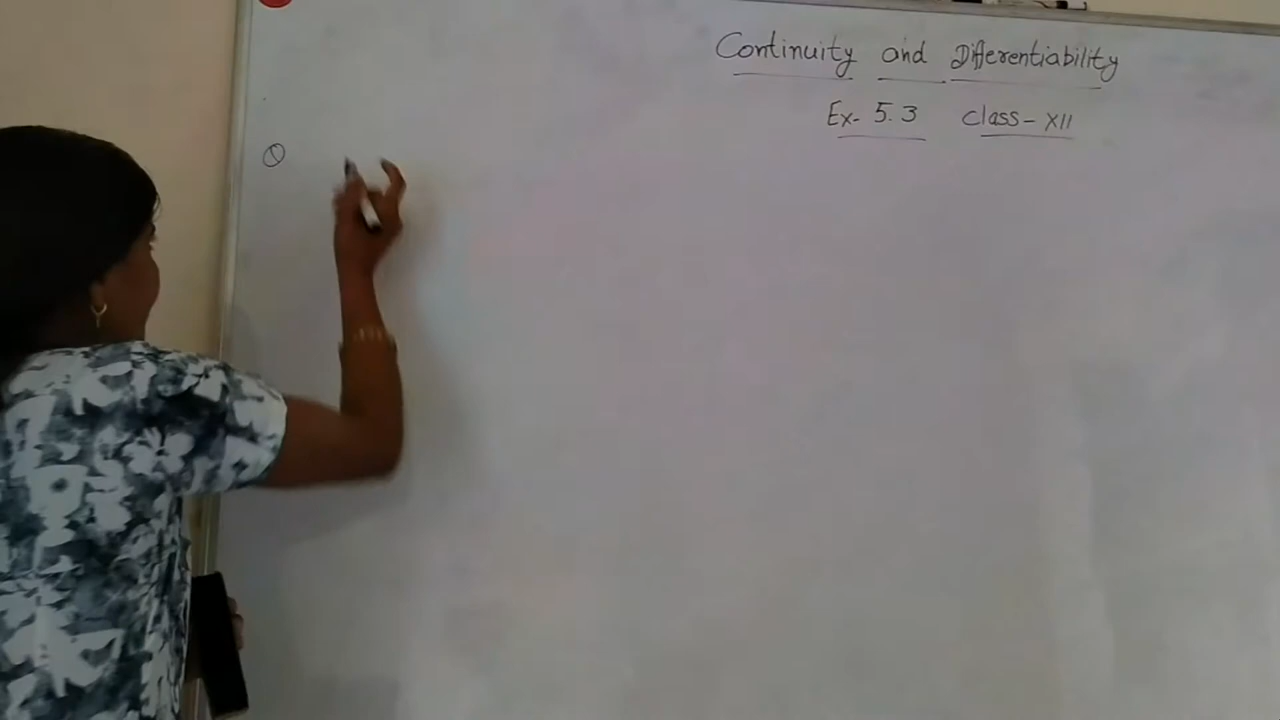 Continuity and Differentiability
Ex- 5.3 Class- XII
①